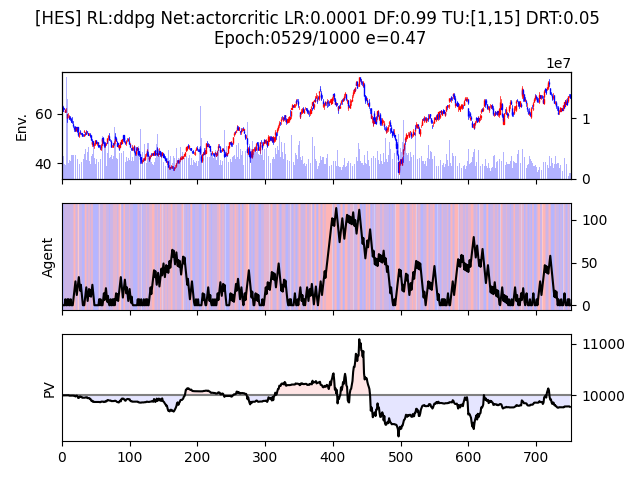 [HES] RL:ddpg Net:actorcritic LR:0.0001 DF:0.99 TU:[1,15] DRT:0.05
Epoch:0529/1000 e=0.47
1e7
Env.
60
40
1
0
Agent
100
50
0
PV
11000
10000
0 100 200 300 400 500 600 700